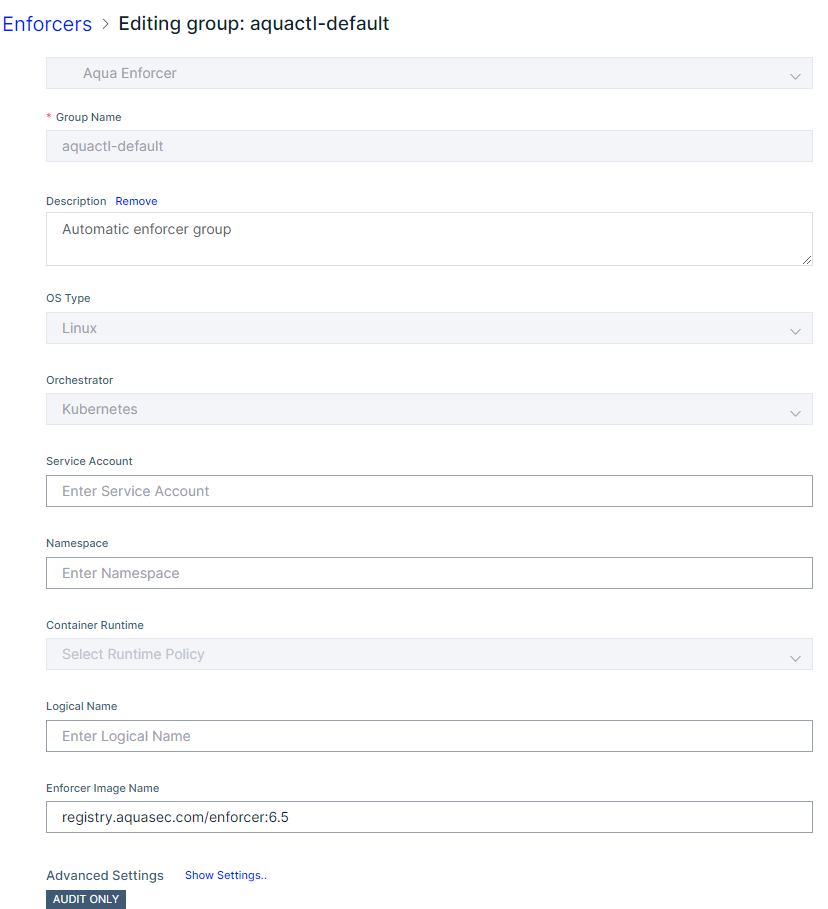 Enforcers > Editing group: aquactl-default
Aqua Enforcer
* Group Name
aquactl-default
Description Remove
Automatic enforcer group
OS Type
Linux
Orchestrator
Kubernetes
Service Account
Enter Service Account
Namespace
Enter Namespace
Container Runtime
Select Runtime Policy
Logical Name
Enter Logical Name
Enforcer Image Name
registry.aquasec.com/enforcer:6.5
Advanced Settings Show Settings..
AUDIT ONLY